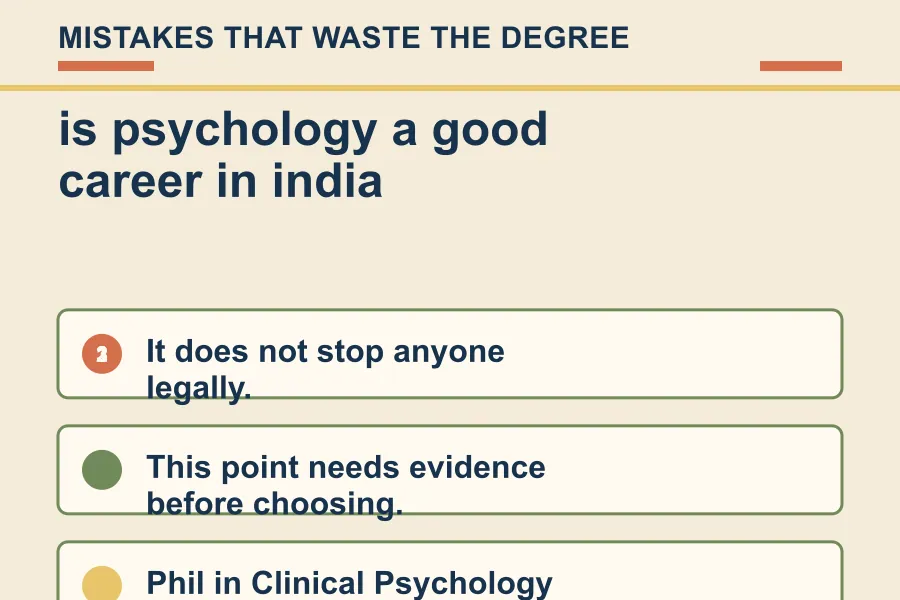 MISTAKES THAT WASTE THE DEGREE
is psychology a good
career in india
It does not stop anyone
legally.
This point needs evidence
before choosing.
Phil in Clinical Psychology